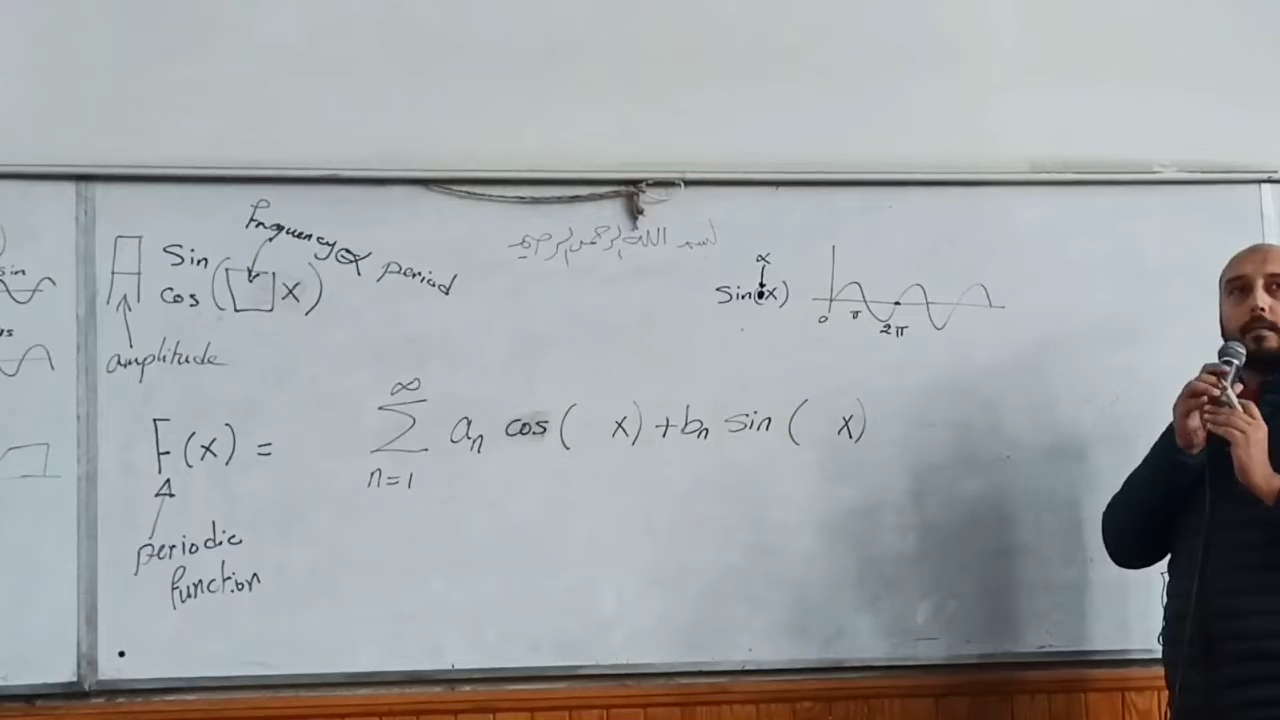 بسم الله الرحمن الرحيم
Frequency ∝ period
A sin
cos (□x)
amplitude
sin
∝
sin(•x)
0 π 2π
F(x) = ∑ aₙ cos( x) + bₙ sin( x)
∞
n=1
periodic
function